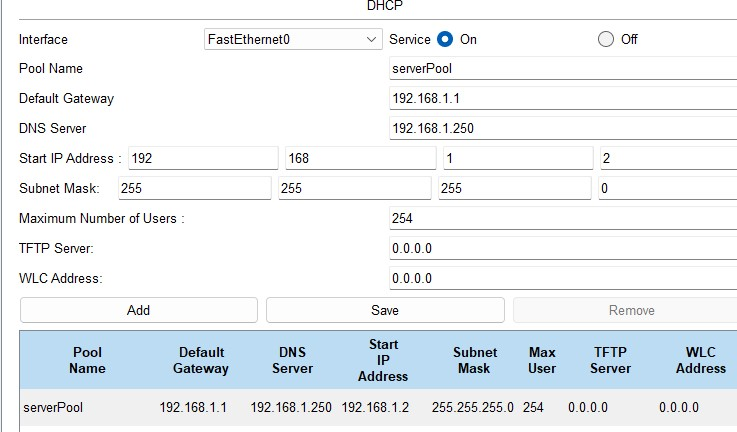 DHCP
Interface FastEthernet0 Service On Off
Pool Name serverPool
Default Gateway 192.168.1.1
DNS Server 192.168.1.250
Start IP Address : 192 168 1 2
Subnet Mask: 255 255 255 0
Maximum Number of Users : 254
TFTP Server: 0.0.0.0
WLC Address: 0.0.0.0
Add Save Remove
Pool Name Default Gateway DNS Server Start IP Address Subnet Mask Max User TFTP Server WLC Address
serverPool 192.168.1.1 192.168.1.250 192.168.1.2 255.255.255.0 254 0.0.0.0 0.0.0.0